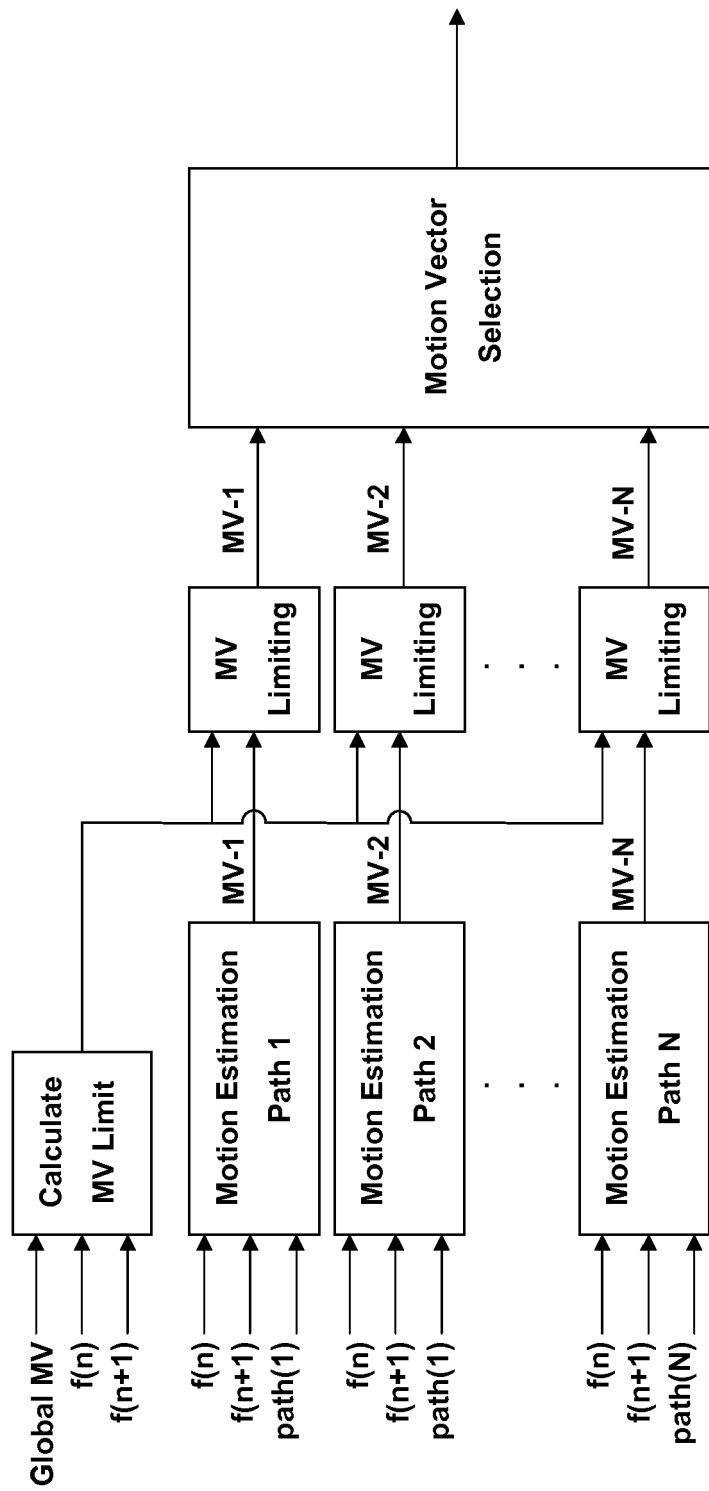 Global MV
f(n)
f(n+1)
Calculate
MV Limit
f(n)
f(n+1)
path(1)
Motion Estimation
Path 1
MV-1
MV
Limiting
MV-1
f(n)
f(n+1)
path(1)
Motion Estimation
Path 2
MV-2
MV
Limiting
MV-2
. . .
. . .
f(n)
f(n+1)
path(N)
Motion Estimation
Path N
MV-N
MV
Limiting
MV-N
Motion Vector
Selection